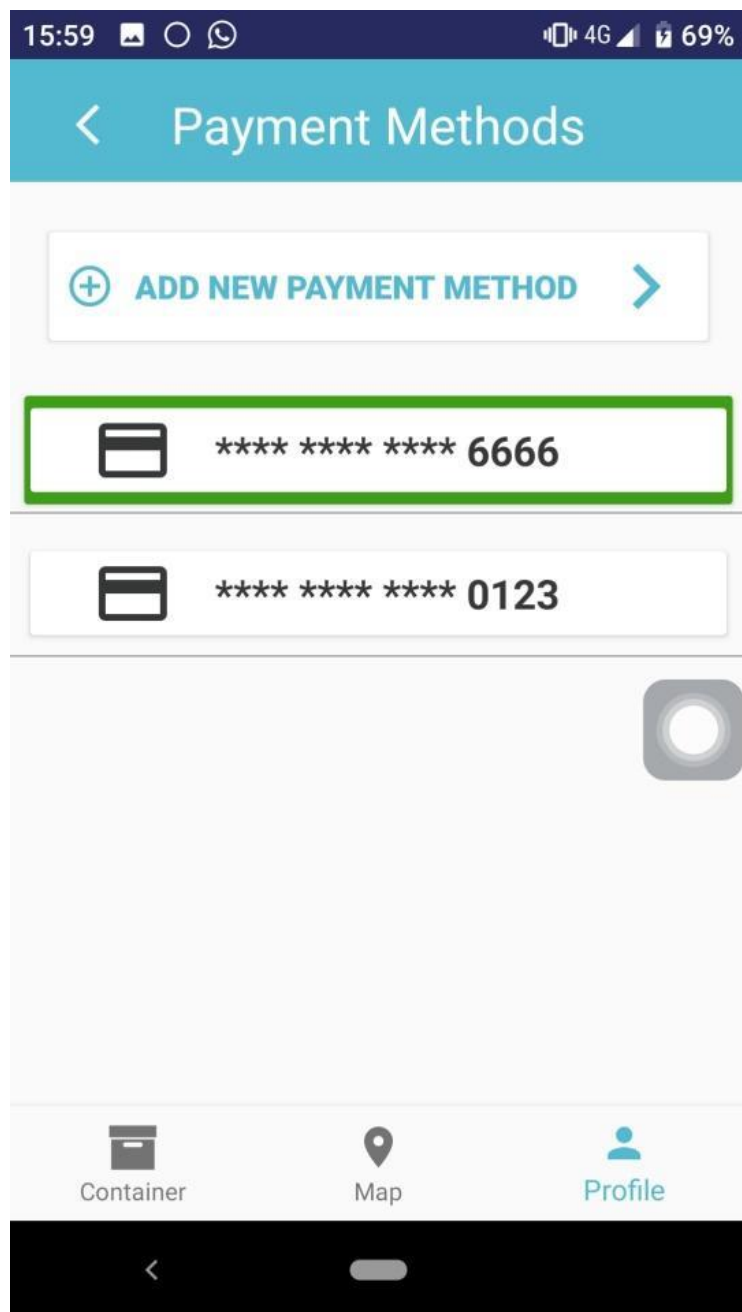 15:59 4G 69%
Payment Methods
ADD NEW PAYMENT METHOD
**** **** **** 6666
**** **** **** 0123
Container Map Profile